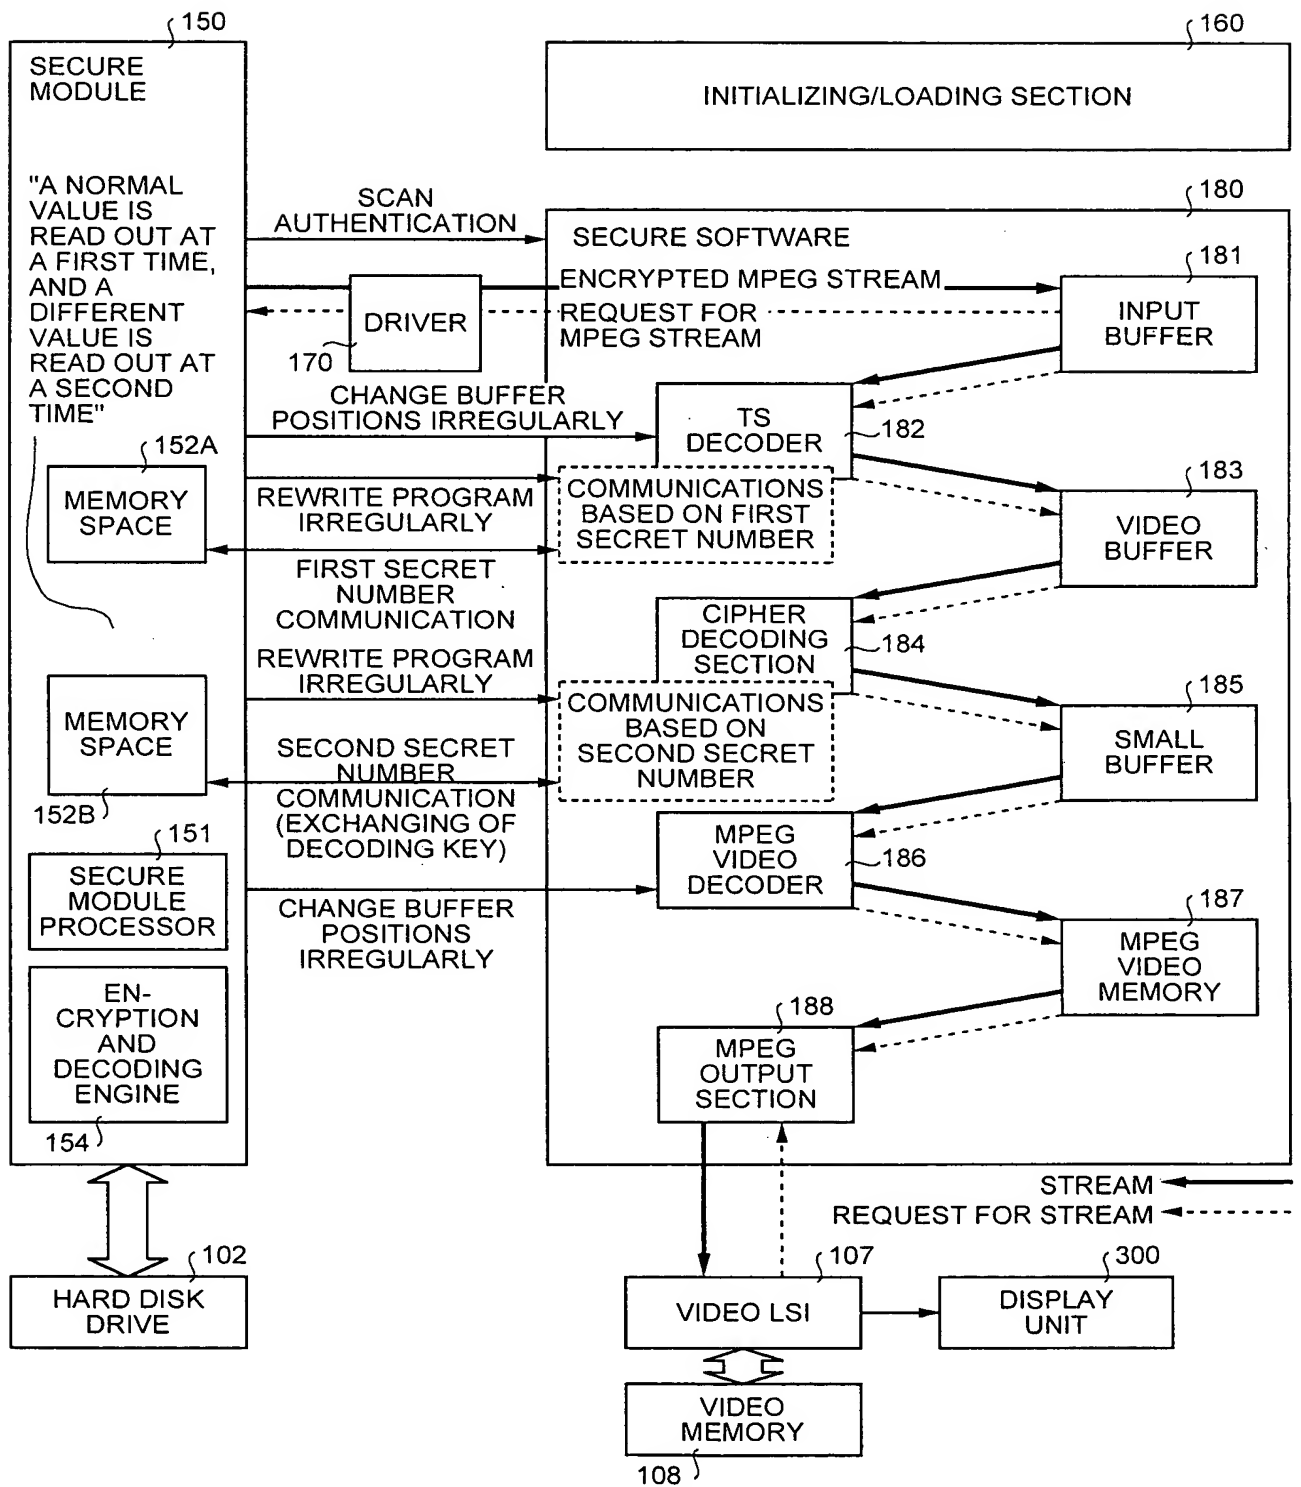 150
SECURE
MODULE
"A NORMAL
VALUE IS
READ OUT AT
A FIRST TIME,
AND A
DIFFERENT
VALUE IS
READ OUT AT
A SECOND
TIME"
152A
MEMORY
SPACE
MEMORY
SPACE
152B
151
SECURE
MODULE
PROCESSOR
EN-
CRYPTION
AND
DECODING
ENGINE
154
102
HARD DISK
DRIVE
SCAN
AUTHENTICATION
DRIVER
170
CHANGE BUFFER
POSITIONS IRREGULARLY
REWRITE PROGRAM
IRREGULARLY
FIRST SECRET
NUMBER
COMMUNICATION
REWRITE PROGRAM
IRREGULARLY
SECOND SECRET
NUMBER
COMMUNICATION
(EXCHANGING OF
DECODING KEY)
CHANGE BUFFER
POSITIONS
IRREGULARLY
160
INITIALIZING/LOADING SECTION
180
SECURE SOFTWARE
ENCRYPTED MPEG STREAM
REQUEST FOR
MPEG STREAM
181
INPUT
BUFFER
TS
DECODER
182
COMMUNICATIONS
BASED ON FIRST
SECRET NUMBER
183
VIDEO
BUFFER
CIPHER
DECODING
SECTION
184
COMMUNICATIONS
BASED ON
SECOND SECRET
NUMBER
185
SMALL
BUFFER
MPEG
VIDEO
DECODER
186
187
MPEG
VIDEO
MEMORY
188
MPEG
OUTPUT
SECTION
STREAM
REQUEST FOR STREAM
107
VIDEO LSI
300
DISPLAY
UNIT
VIDEO
MEMORY
108